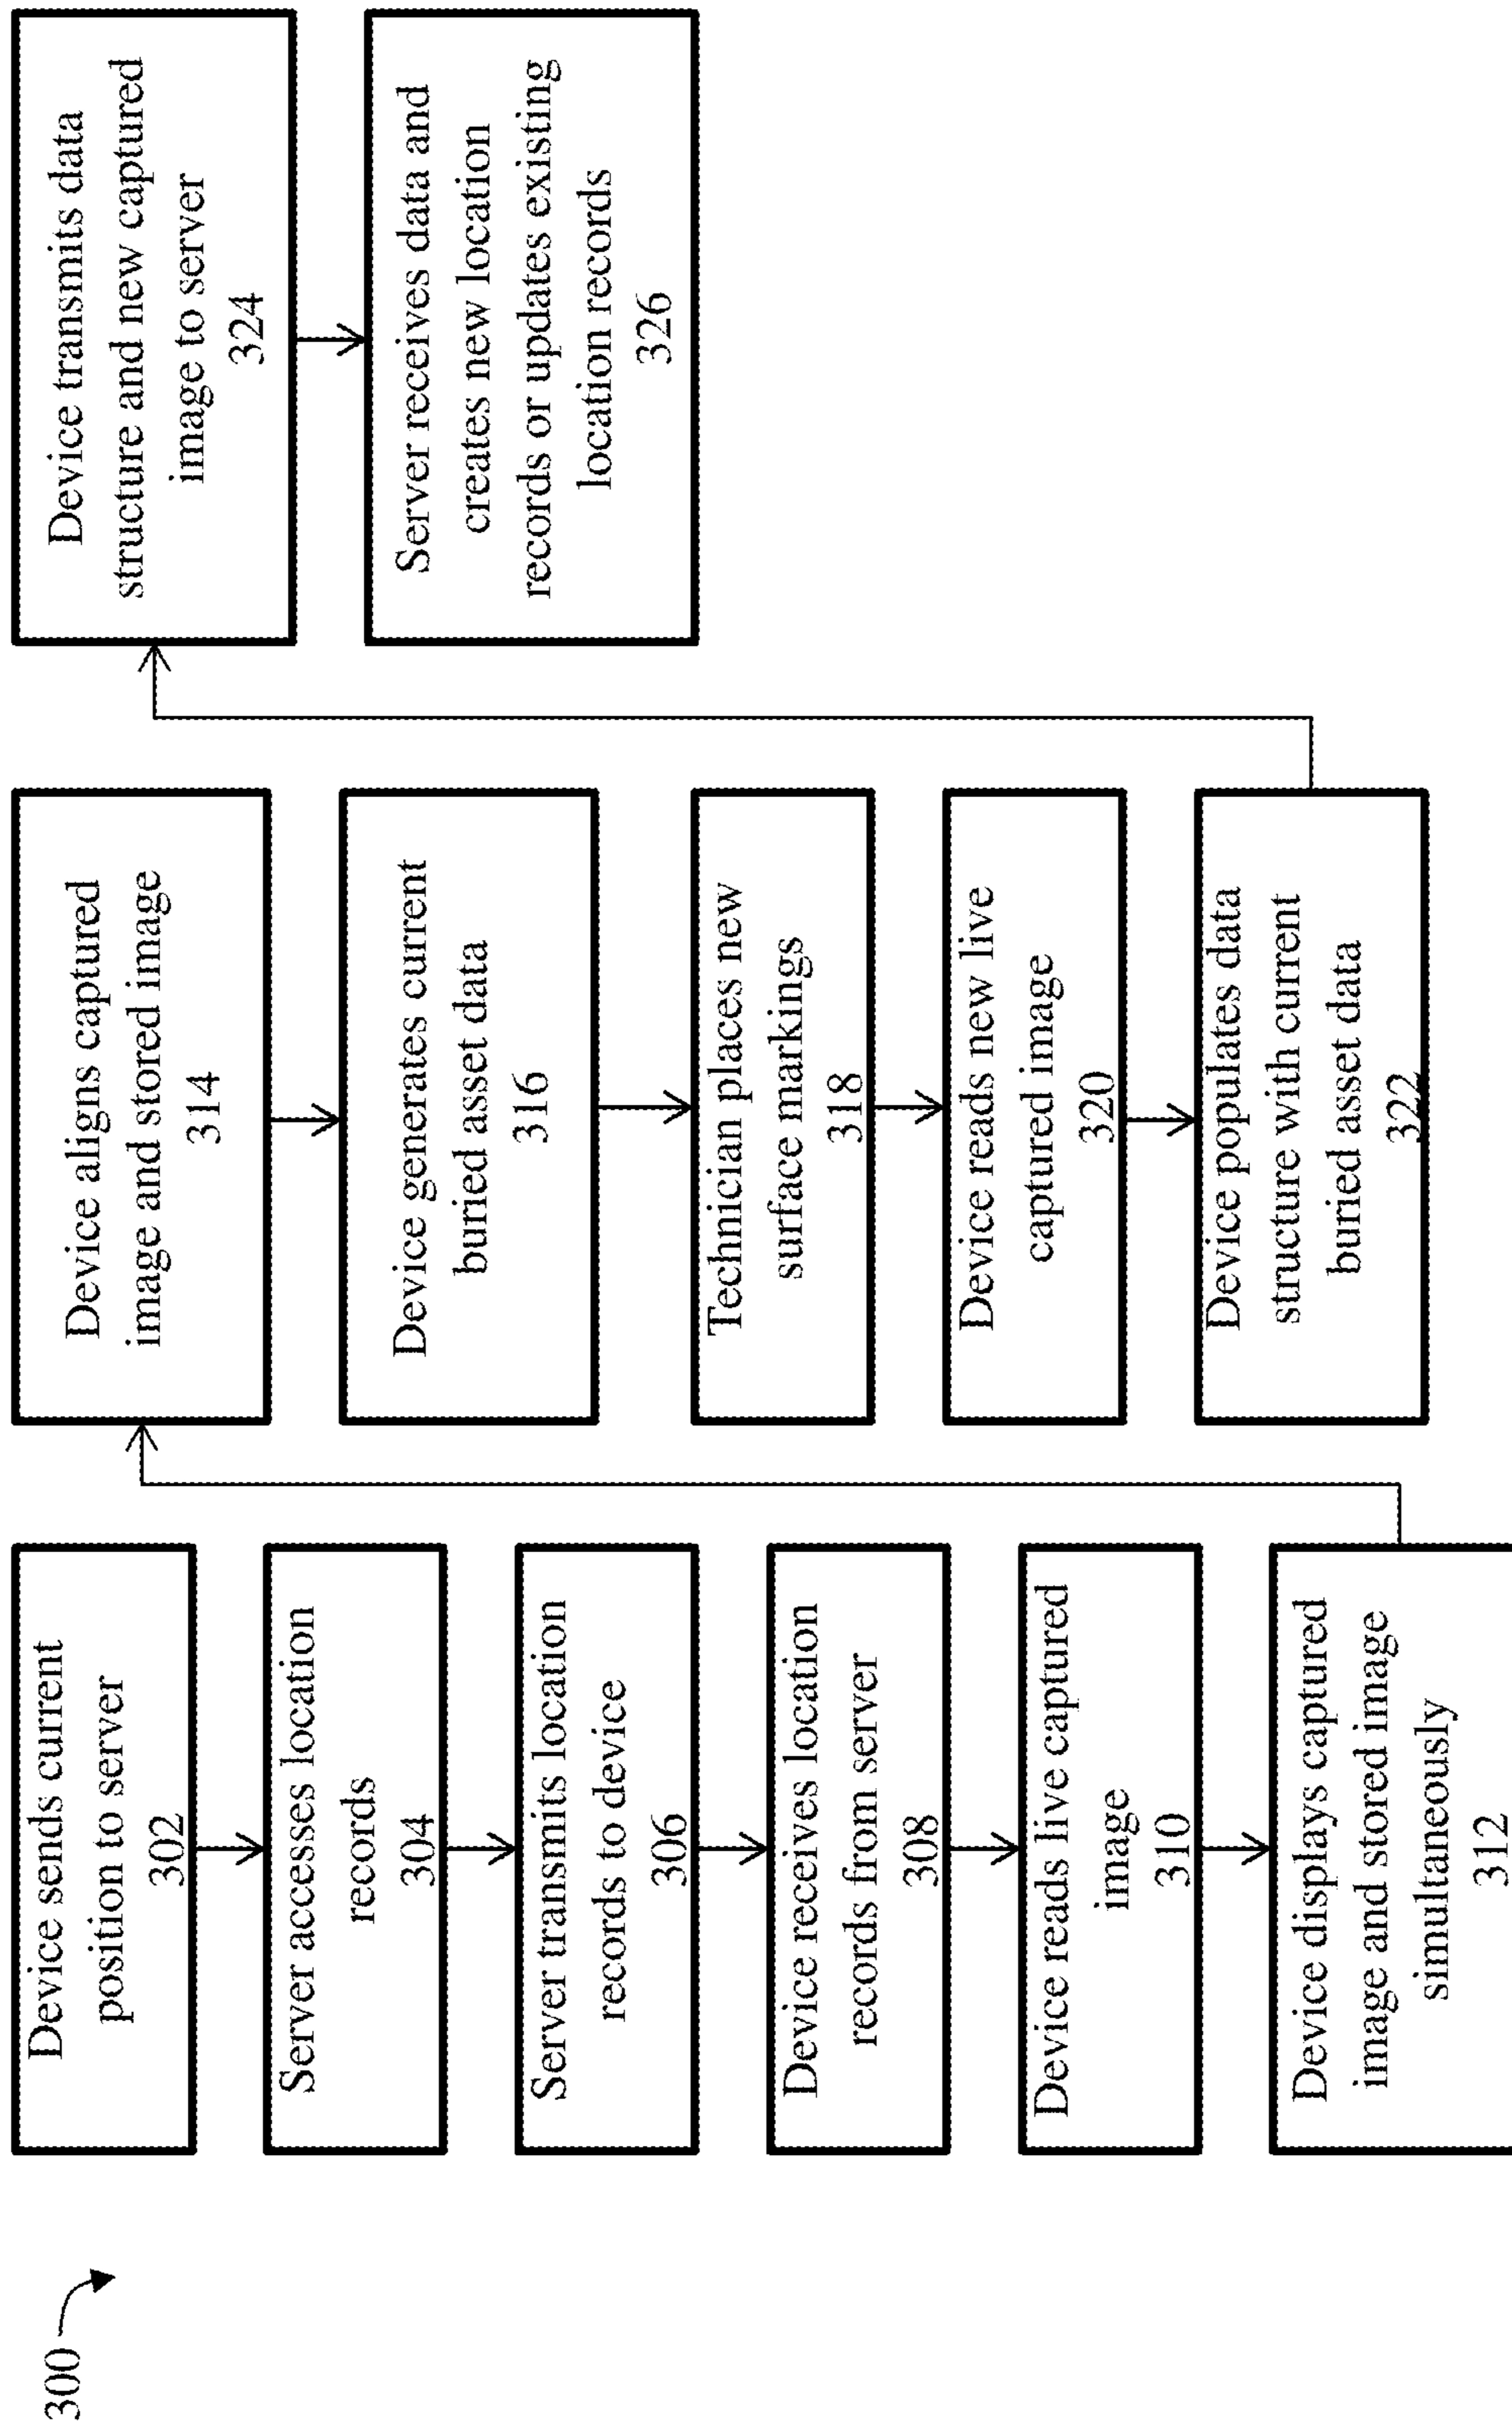 300
Device sends current
position to server
302
Server accesses location
records
304
Server transmits location
records to device
306
Device receives location
records from server
308
Device reads live captured
image
310
Device displays captured
image and stored image
simultaneously
312
Device aligns captured
image and stored image
314
Device generates current
buried asset data
316
Technician places new
surface markings
318
Device reads new live
captured image
320
Device populates data
structure with current
buried asset data
322
Device transmits data
structure and new captured
image to server
324
Server receives data and
creates new location
records or updates existing
location records
326